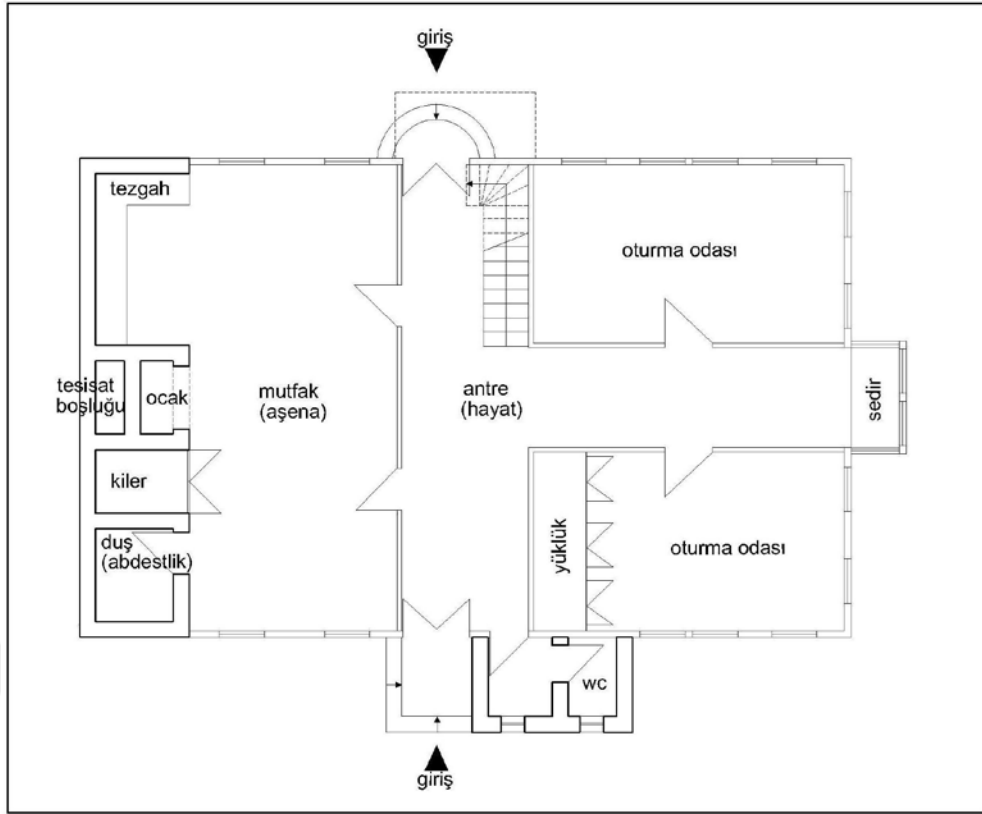 giriş
tezgah
oturma odası
tesisat
boşluğu
ocak
mutfak
(aşena)
antre
(hayat)
sedir
kiler
duş
(abdestlik)
yüklük
oturma odası
wc
giriş